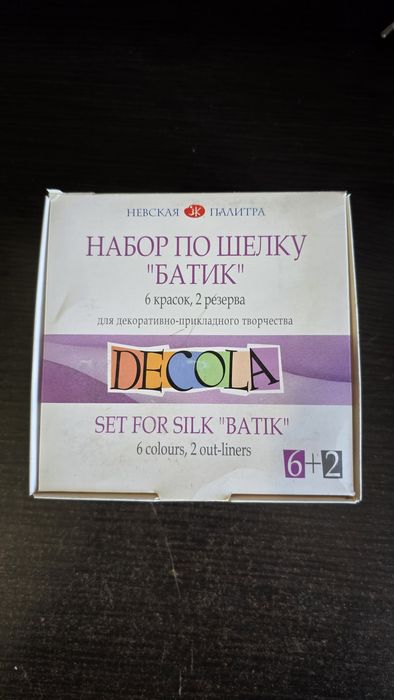 НЕВСКАЯ ЗХК ПАЛИТРА
НАБОР ПО ШЕЛКУ
"БАТИК"
6 красок, 2 резерва
для декоративно-прикладного творчества
DECOLA
SET FOR SILK "BATIK"
6 colours, 2 out-liners
6+2